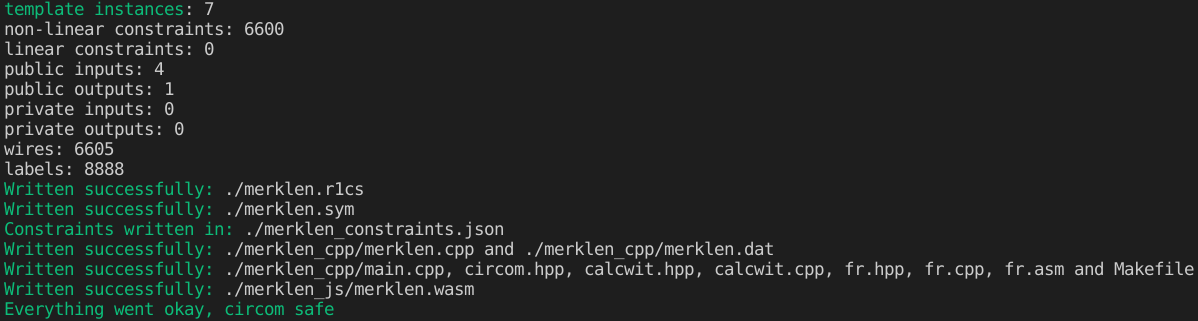 template instances: 7
non-linear constraints: 6600
linear constraints: 0
public inputs: 4
public outputs: 1
private inputs: 0
private outputs: 0
wires: 6605
labels: 8888
Written successfully: ./merklen.r1cs
Written successfully: ./merklen.sym
Constraints written in: ./merklen_constraints.json
Written successfully: ./merklen_cpp/merklen.cpp and ./merklen_cpp/merklen.dat
Written successfully: ./merklen_cpp/main.cpp, circom.hpp, calcwit.hpp, calcwit.cpp, fr.hpp, fr.cpp, fr.asm and Makefile
Written successfully: ./merklen_js/merklen.wasm
Everything went okay, circom safe